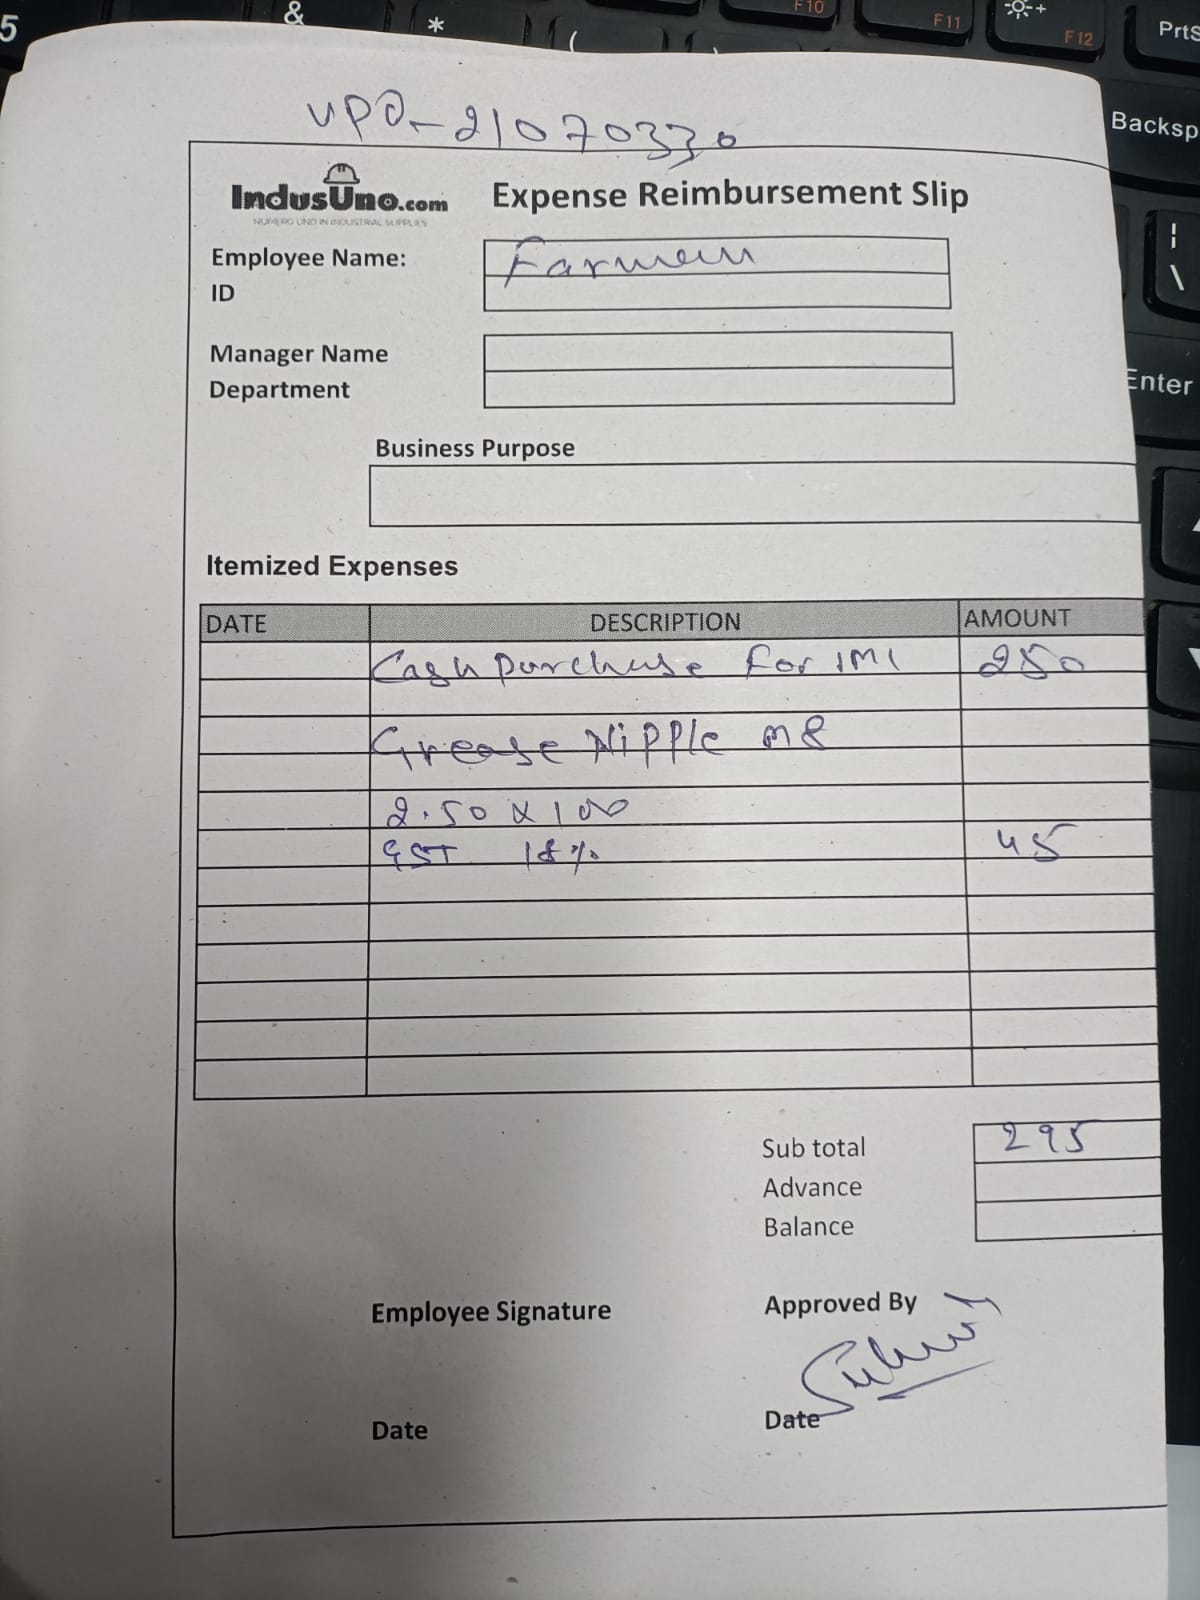 5 & * ( ) F10 F11 + F12 PrtS
Backsp
Enter
VPO-21070330
IndusUno.com
NUMERO UNO IN INDUSTRIAL SUPPLIES
Expense Reimbursement Slip
Employee Name:
ID
Manager Name
Department
Business Purpose
Itemized Expenses
DATE DESCRIPTION AMOUNT
Cash purchase For IMI 250
Grease Nipple M8
2.50 x 100
GST 18% 45
Sub total 295
Advance
Balance
Employee Signature Approved By
Date Date